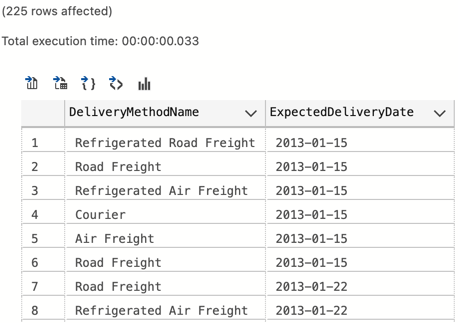 (225 rows affected)
Total execution time: 00:00:00.033
DeliveryMethodName ExpectedDeliveryDate
1 Refrigerated Road Freight 2013-01-15
2 Road Freight 2013-01-15
3 Refrigerated Air Freight 2013-01-15
4 Courier 2013-01-15
5 Air Freight 2013-01-15
6 Road Freight 2013-01-15
7 Road Freight 2013-01-22
8 Refrigerated Air Freight 2013-01-22